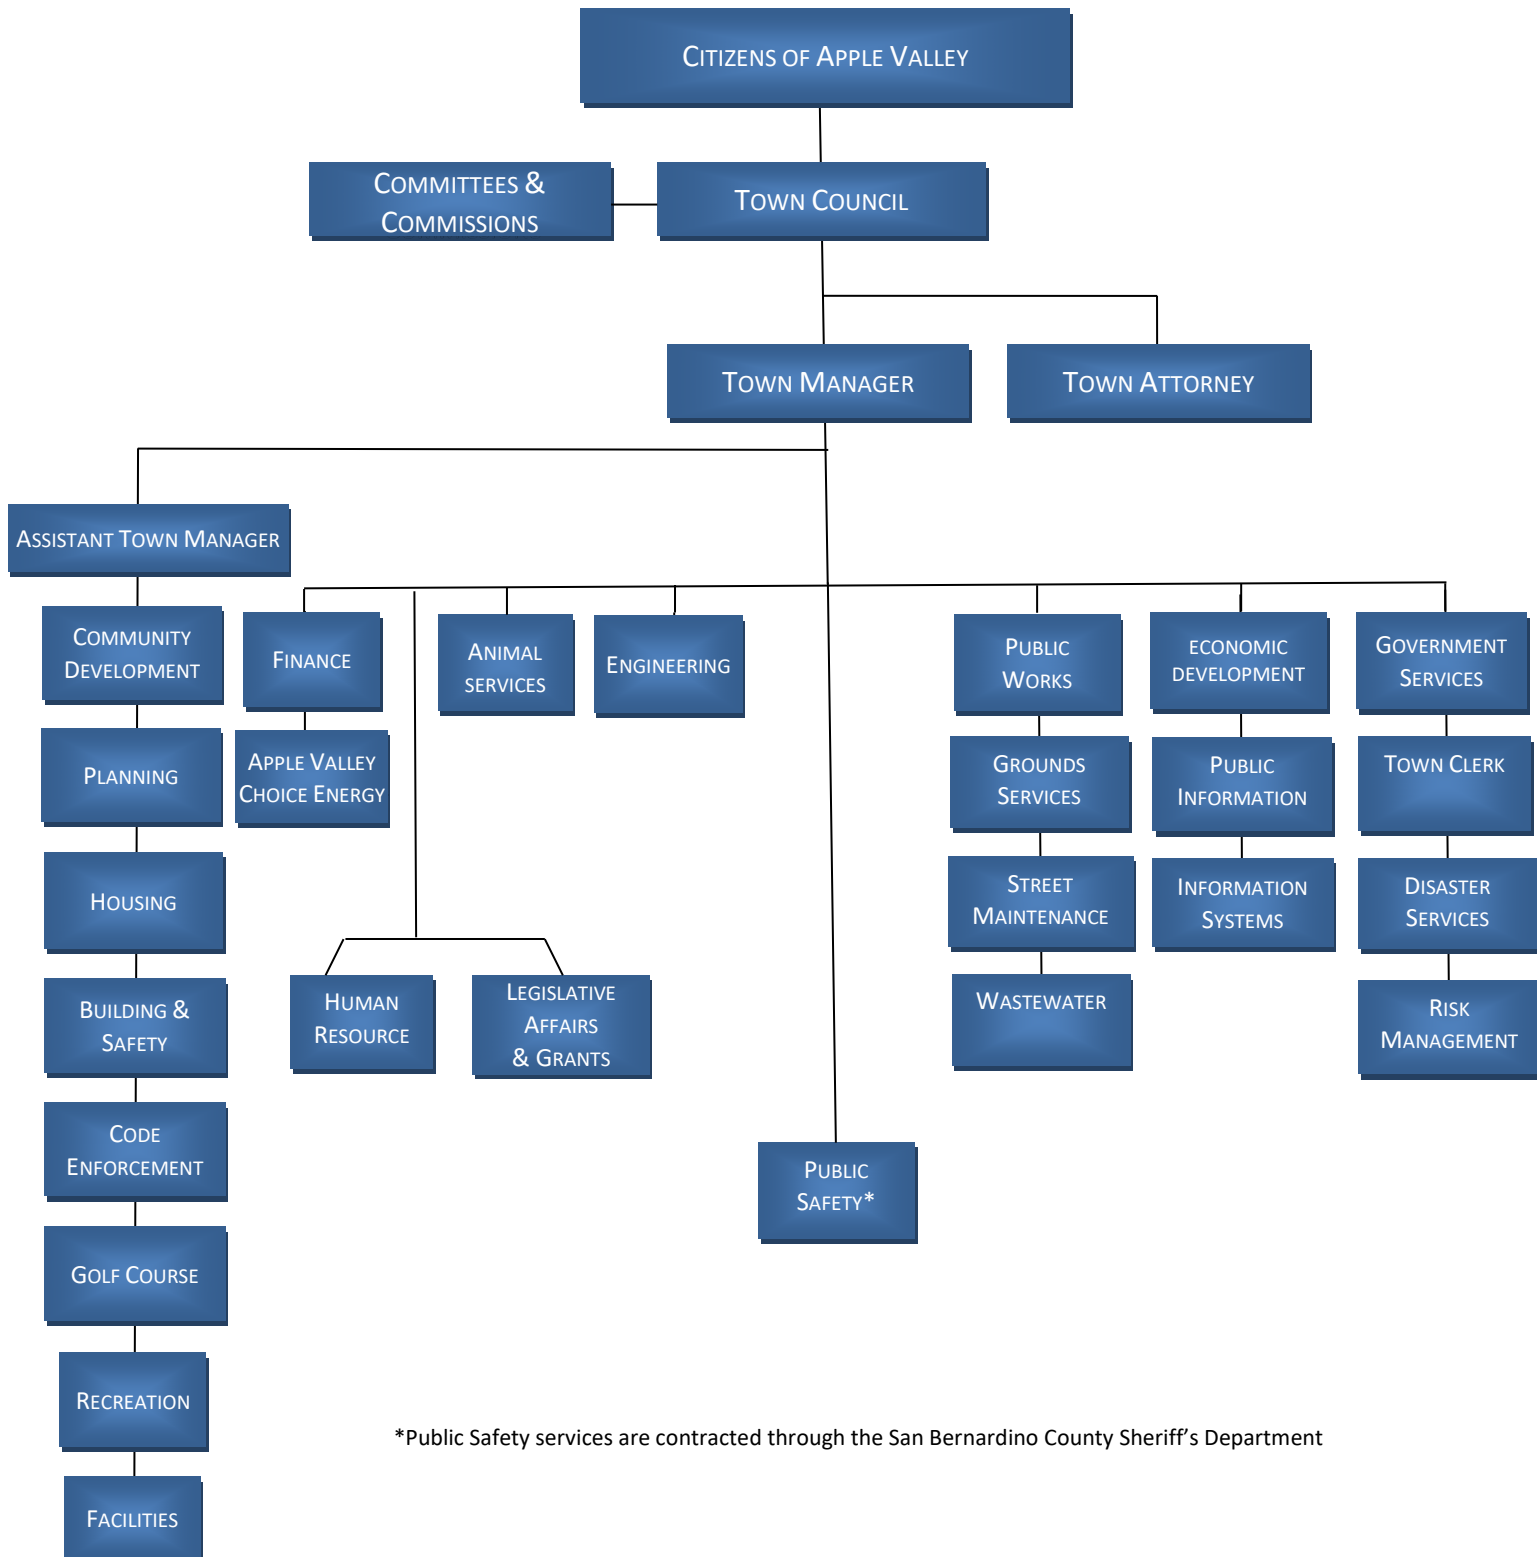 CITIZENS OF APPLE VALLEY
COMMITTEES &
COMMISSIONS
TOWN COUNCIL
TOWN MANAGER
TOWN ATTORNEY
ASSISTANT TOWN MANAGER
COMMUNITY
DEVELOPMENT
PLANNING
HOUSING
BUILDING &
SAFETY
CODE
ENFORCEMENT
GOLF COURSE
RECREATION
FACILITIES
FINANCE
APPLE VALLEY
CHOICE ENERGY
HUMAN
RESOURCE
LEGISLATIVE
AFFAIRS
& GRANTS
ANIMAL
SERVICES
ENGINEERING
PUBLIC
SAFETY*
PUBLIC
WORKS
GROUNDS
SERVICES
STREET
MAINTENANCE
WASTEWATER
ECONOMIC
DEVELOPMENT
PUBLIC
INFORMATION
INFORMATION
SYSTEMS
GOVERNMENT
SERVICES
TOWN CLERK
DISASTER
SERVICES
RISK
MANAGEMENT
*Public Safety services are contracted through the San Bernardino County Sheriff's Department